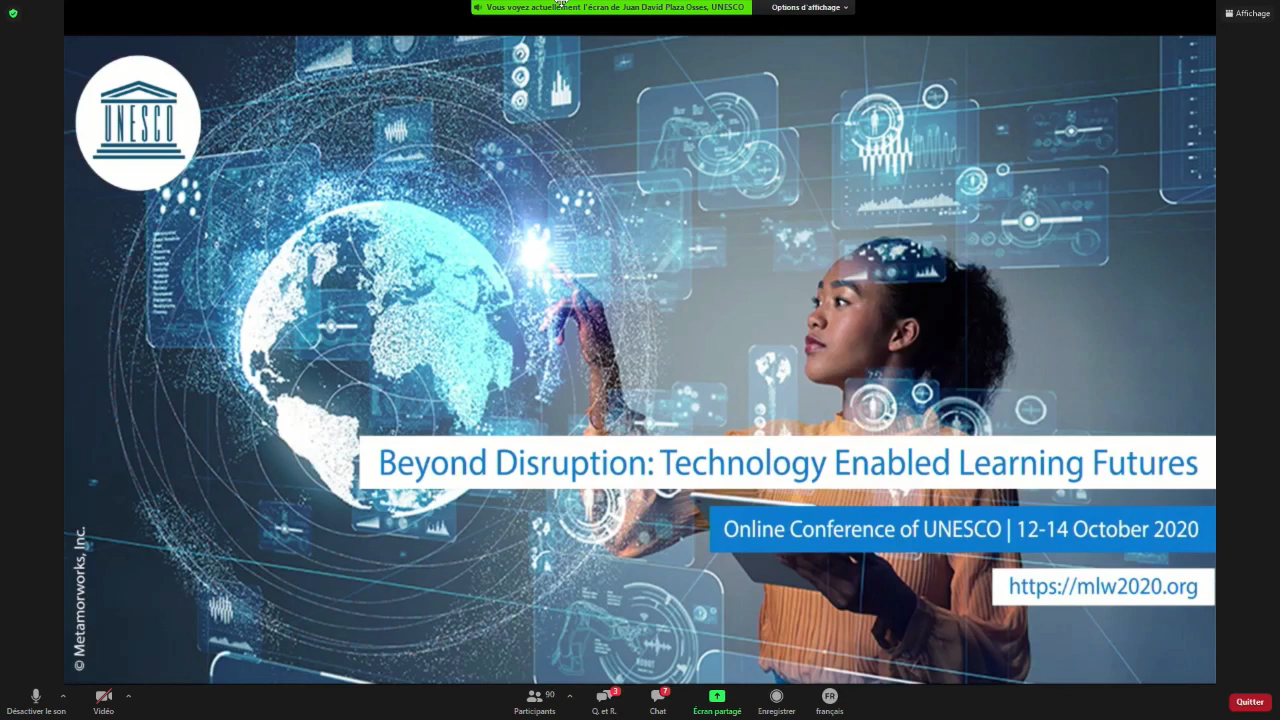 Vous voyez actuellement l'écran de Juan David Plaza Osses, UNESCO
Options d'affichage
Affichage
UNESCO
Beyond Disruption: Technology Enabled Learning Futures
Online Conference of UNESCO | 12-14 October 2020
https://mlw2020.org
© Metamorworks, Inc.
Désactiver le son
Vidéo
90
Participants
3
Q. et R.
7
Chat
Écran partagé
Enregistrer
FR
français
Quitter